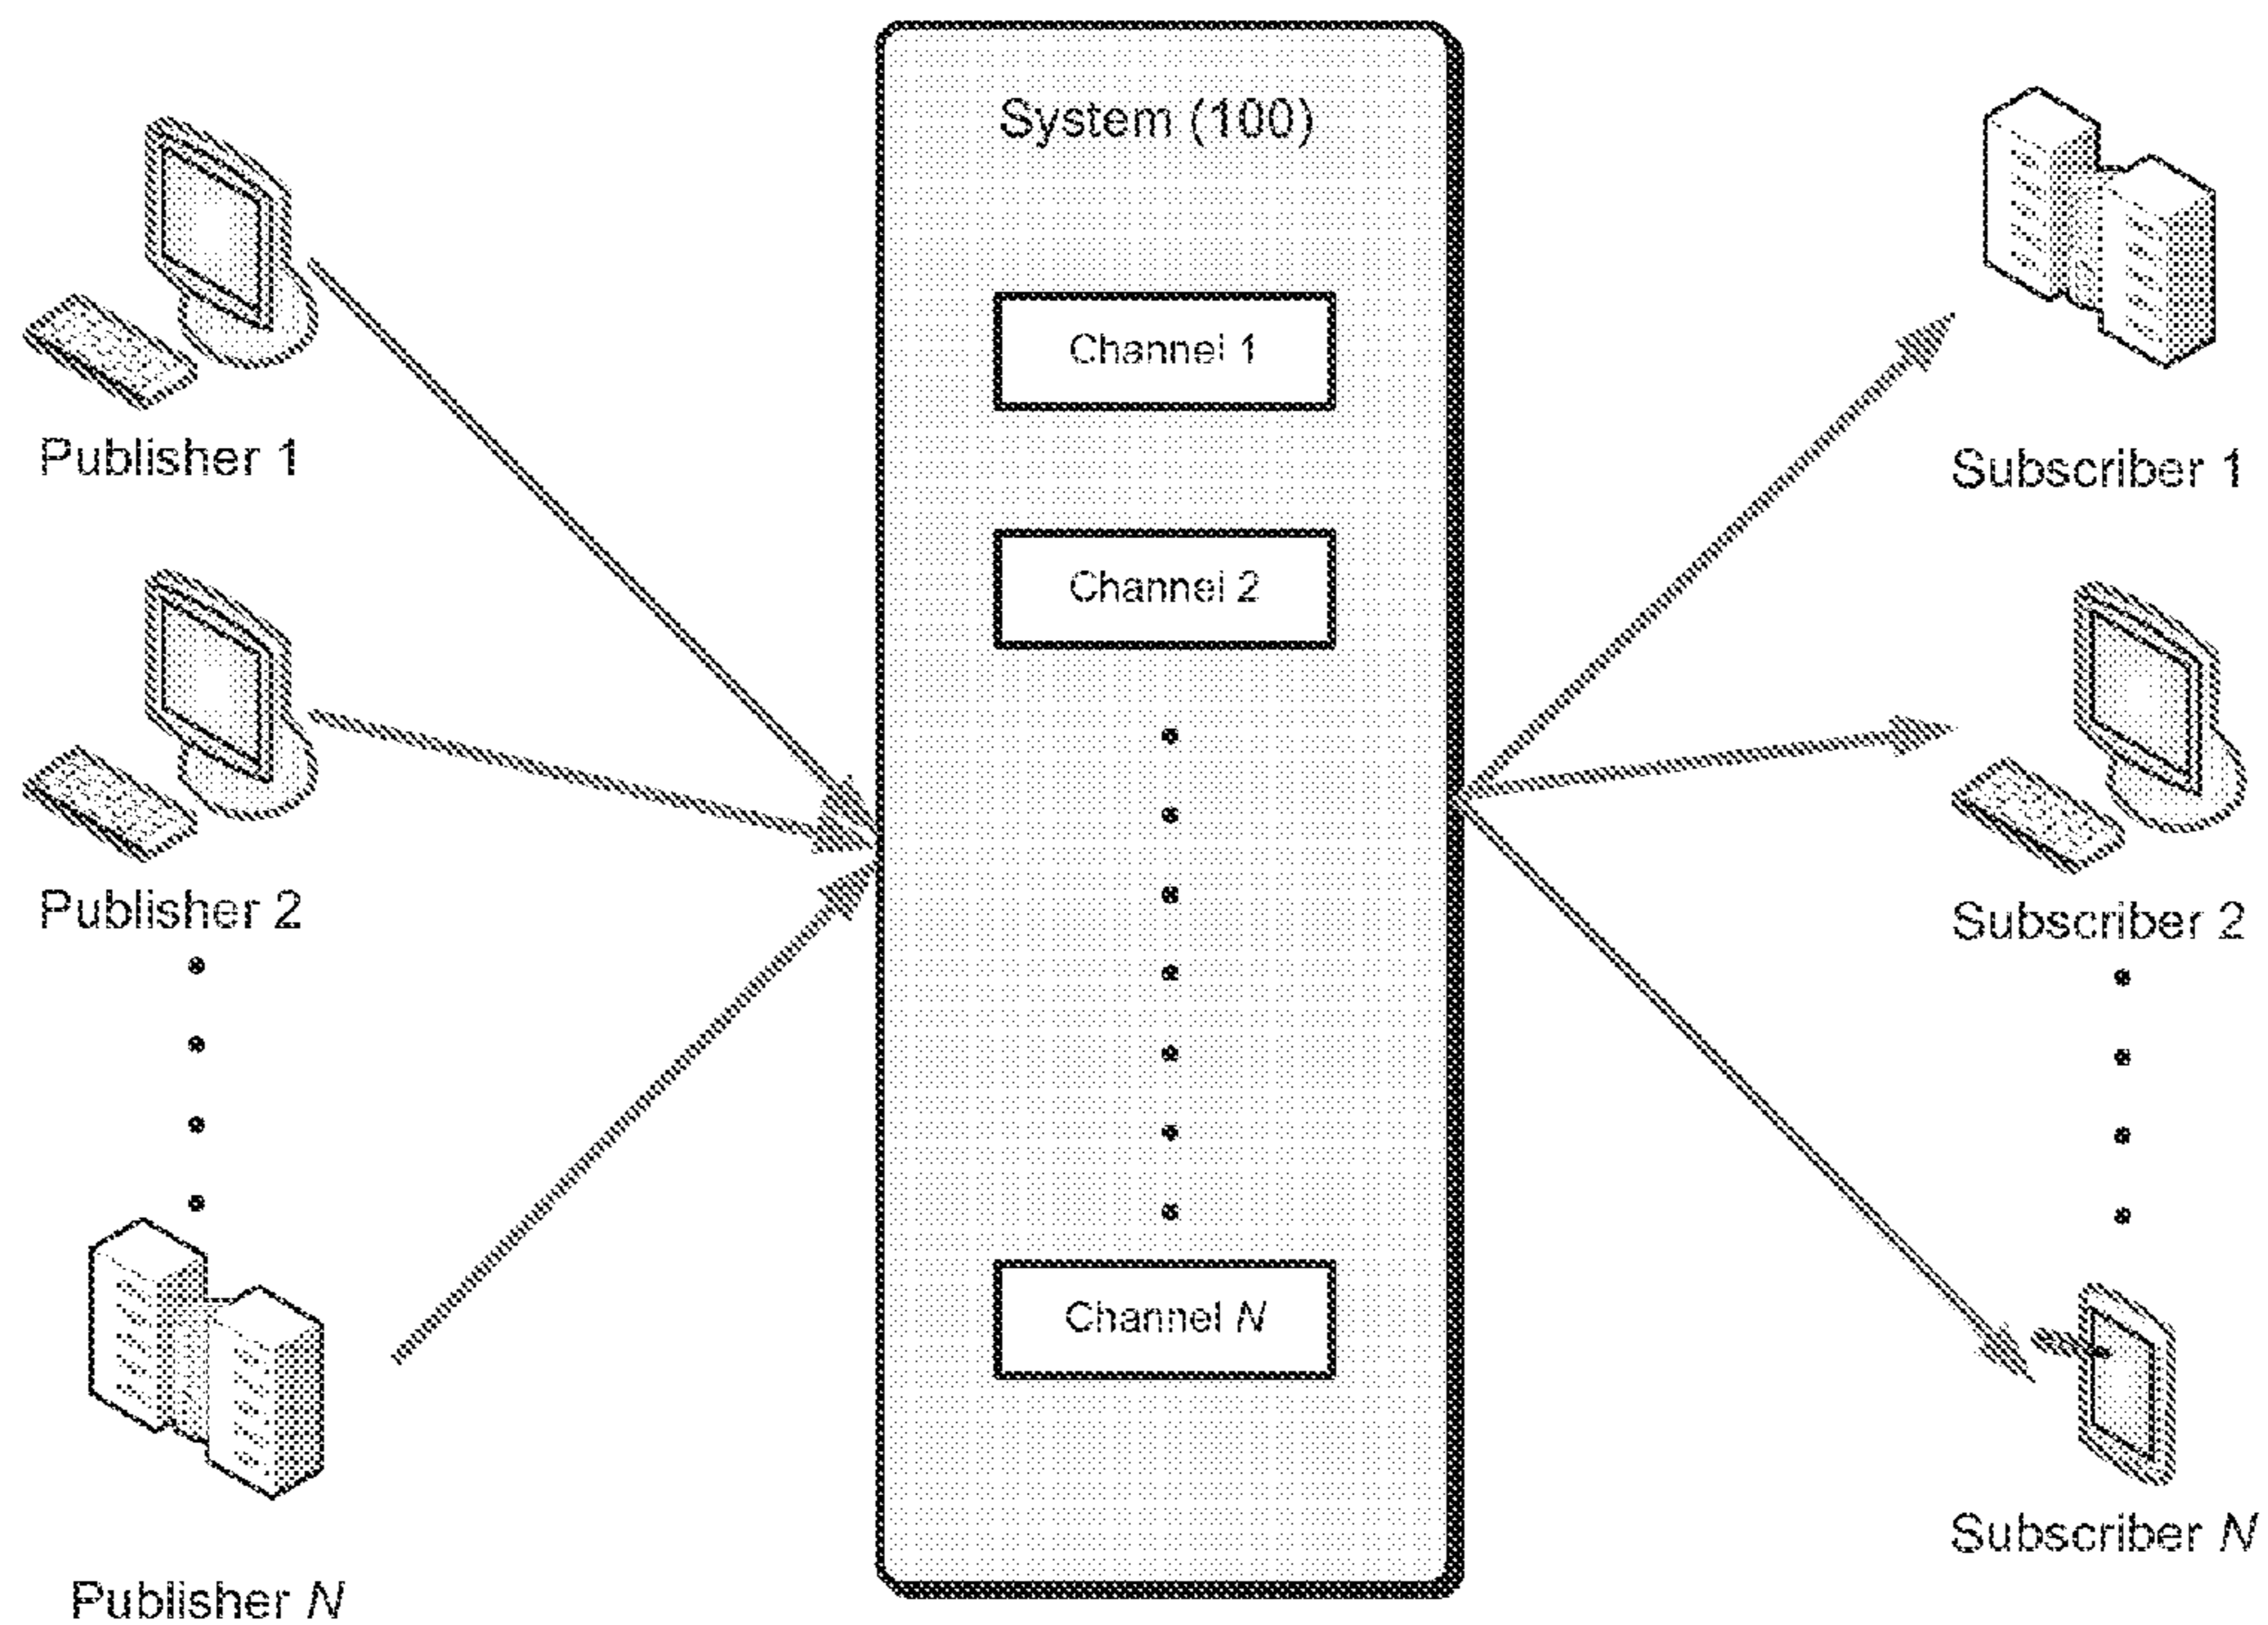 System (100)
Publisher 1
Channel 1
Subscriber 1
Publisher 2
Channel 2
Subscriber 2
Channel N
Publisher N
Subscriber N